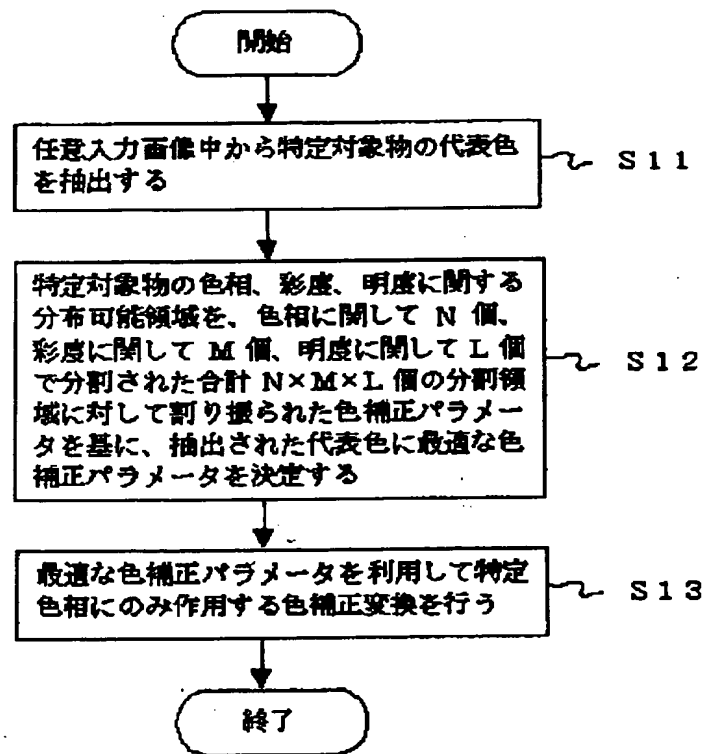 開始
任意入力画像中から特定対象物の代表色
を抽出する
S11
特定対象物の色相、彩度、明度に関する
分布可能領域を、色相に関して N 個、
彩度に関して M 個、明度に関して L 個
で分割された合計 N×M×L 個の分割領
域に対して割り振られた色補正パラメー
タを基に、抽出された代表色に最適な色
補正パラメータを決定する
S12
最適な色補正パラメータを利用して特定
色相にのみ作用する色補正変換を行う
S13
終了